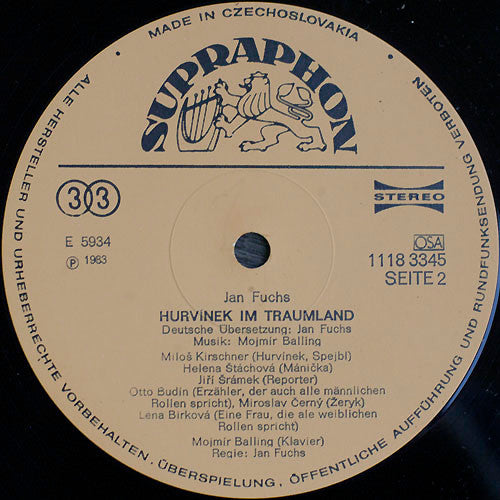 MADE IN CZECHOSLOVAKIA
SUPRAPHON
33
STEREO
E 5934
OSA
℗ 1983
1118 3345
SEITE 2
Jan Fuchs
HURVíNEK IM TRAUMLAND
Deutsche Übersetzung: Jan Fuchs
Musik: Mojmír Balling
Miloš Kirschner (Hurvínek, Spejbl)
Helena Štáchová (Mánička)
Jiří Šrámek (Reporter)
Otto Budín (Erzähler, der auch alle männlichen
Rollen spricht), Miroslav Černý (Žeryk)
Lena Birková (Eine Frau, die ale weiblichen
Rollen spricht)
Mojmír Balling (Klavier)
Regie: Jan Fuchs
ALLE HERSTELLER UND URHEBERRECHTE VORBEHALTEN. ÜBERSPIELUNG, ÖFFENTLICHE AUFFÜHRUNG UND RUNDFUNKSENDUNG VERBOTEN